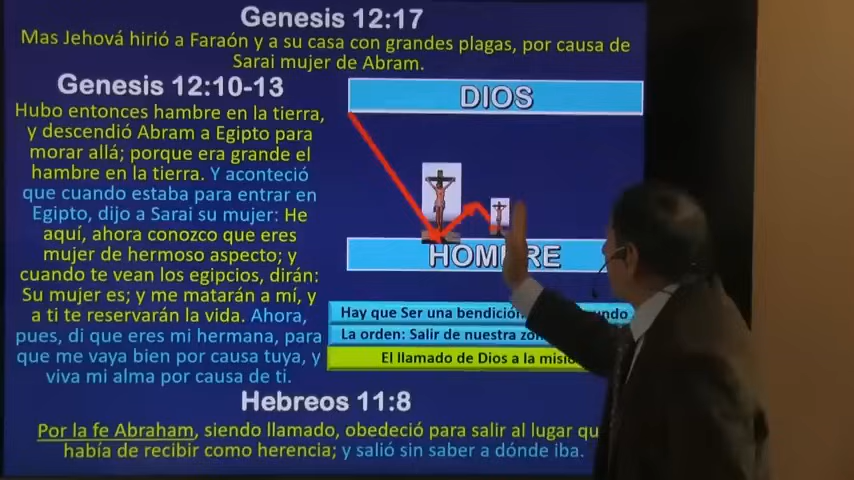 Genesis 12:17
Mas Jehová hirió a Faraón y a su casa con grandes plagas, por causa de
Sarai mujer de Abram.
Genesis 12:10-13
Hubo entonces hambre en la tierra,
y descendió Abram a Egipto para
morar allá; porque era grande el
hambre en la tierra. Y aconteció
que cuando estaba para entrar en
Egipto, dijo a Sarai su mujer: He
aquí, ahora conozco que eres
mujer de hermoso aspecto; y
cuando te vean los egipcios, dirán:
Su mujer es; y me matarán a mí, y
a ti te reservarán la vida. Ahora,
pues, di que eres mi hermana, para
que me vaya bien por causa tuya, y
viva mi alma por causa de ti.
DIOS
HOMBRE
Hay que Ser una bendición
La orden: Salir de nuestra
El llamado de Dios a la
Hebreos 11:8
Por la fe Abraham, siendo llamado, obedeció para salir al lugar
había de recibir como herencia; y salió sin saber a dónde iba.